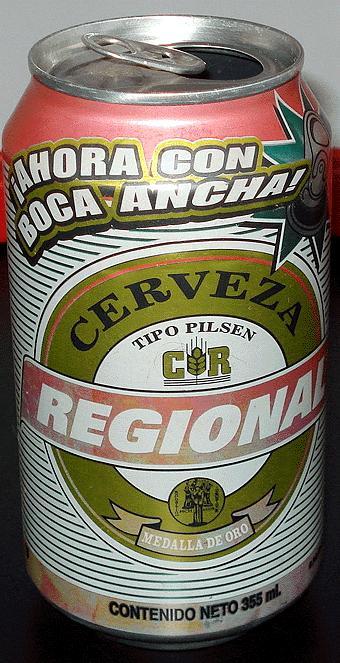 ¡AHORA CON
BOCA ANCHA!
CERVEZA
TIPO PILSEN
CR
REGIONAL
MEDALLA DE ORO
CONTENIDO NETO 355 ml.